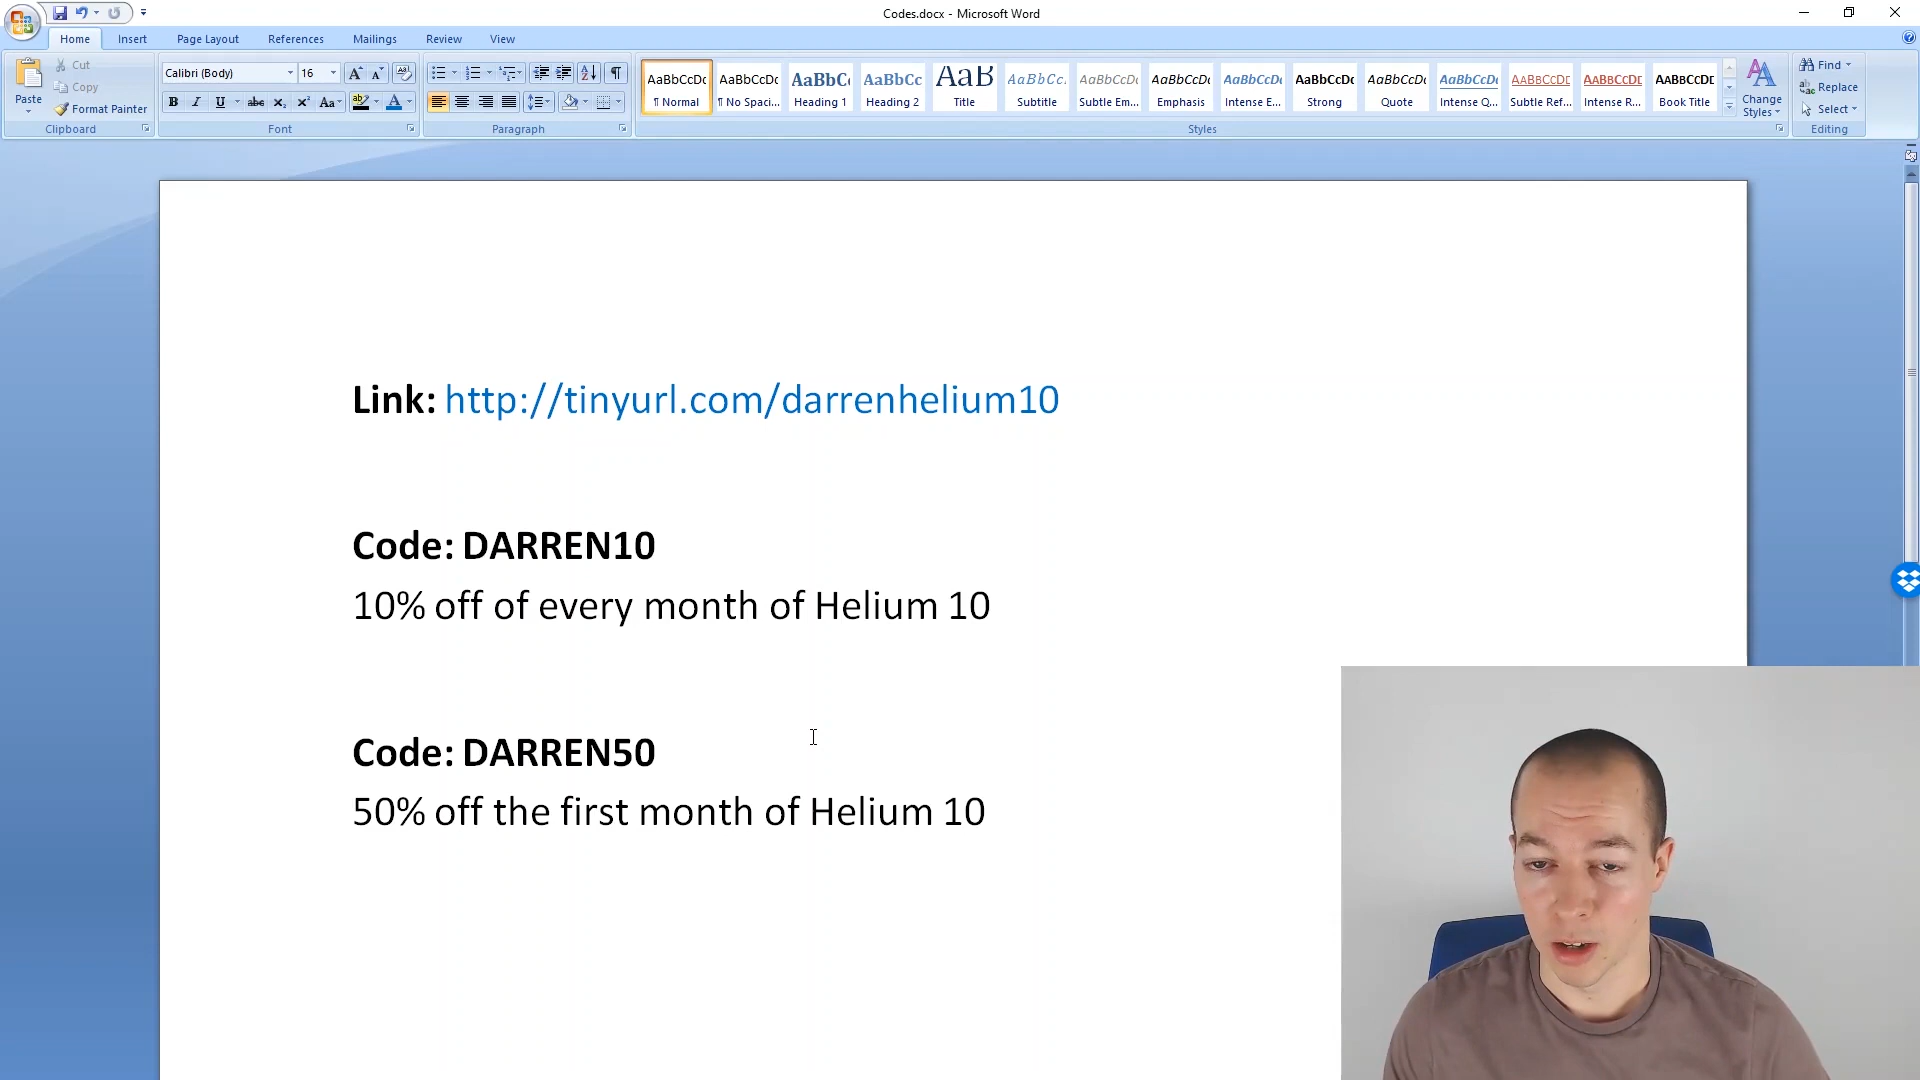 Codes.docx - Microsoft Word
Home Insert Page Layout References Mailings Review View
Paste
Cut
Copy
Format Painter
Clipboard
Calibri (Body) 16
Font
Paragraph
AaBbCcDc AaBbCcDc AaBbC AaBbCc AaB AaBbCc. AaBbCcDc AaBbCcDc AaBbCcDc AaBbCcDc AaBbCcDc AaBbCcDc AABBCCDD AABBCCDD AABBCCDD
¶ Normal ¶ No Spaci... Heading 1 Heading 2 Title Subtitle Subtle Em... Emphasis Intense E... Strong Quote Intense Q... Subtle Ref... Intense R... Book Title
Styles
Change Styles
Find
Replace
Select
Editing
Link: http://tinyurl.com/darrenhelium10
Code: DARREN10
10% off of every month of Helium 10
Code: DARREN50
50% off the first month of Helium 10